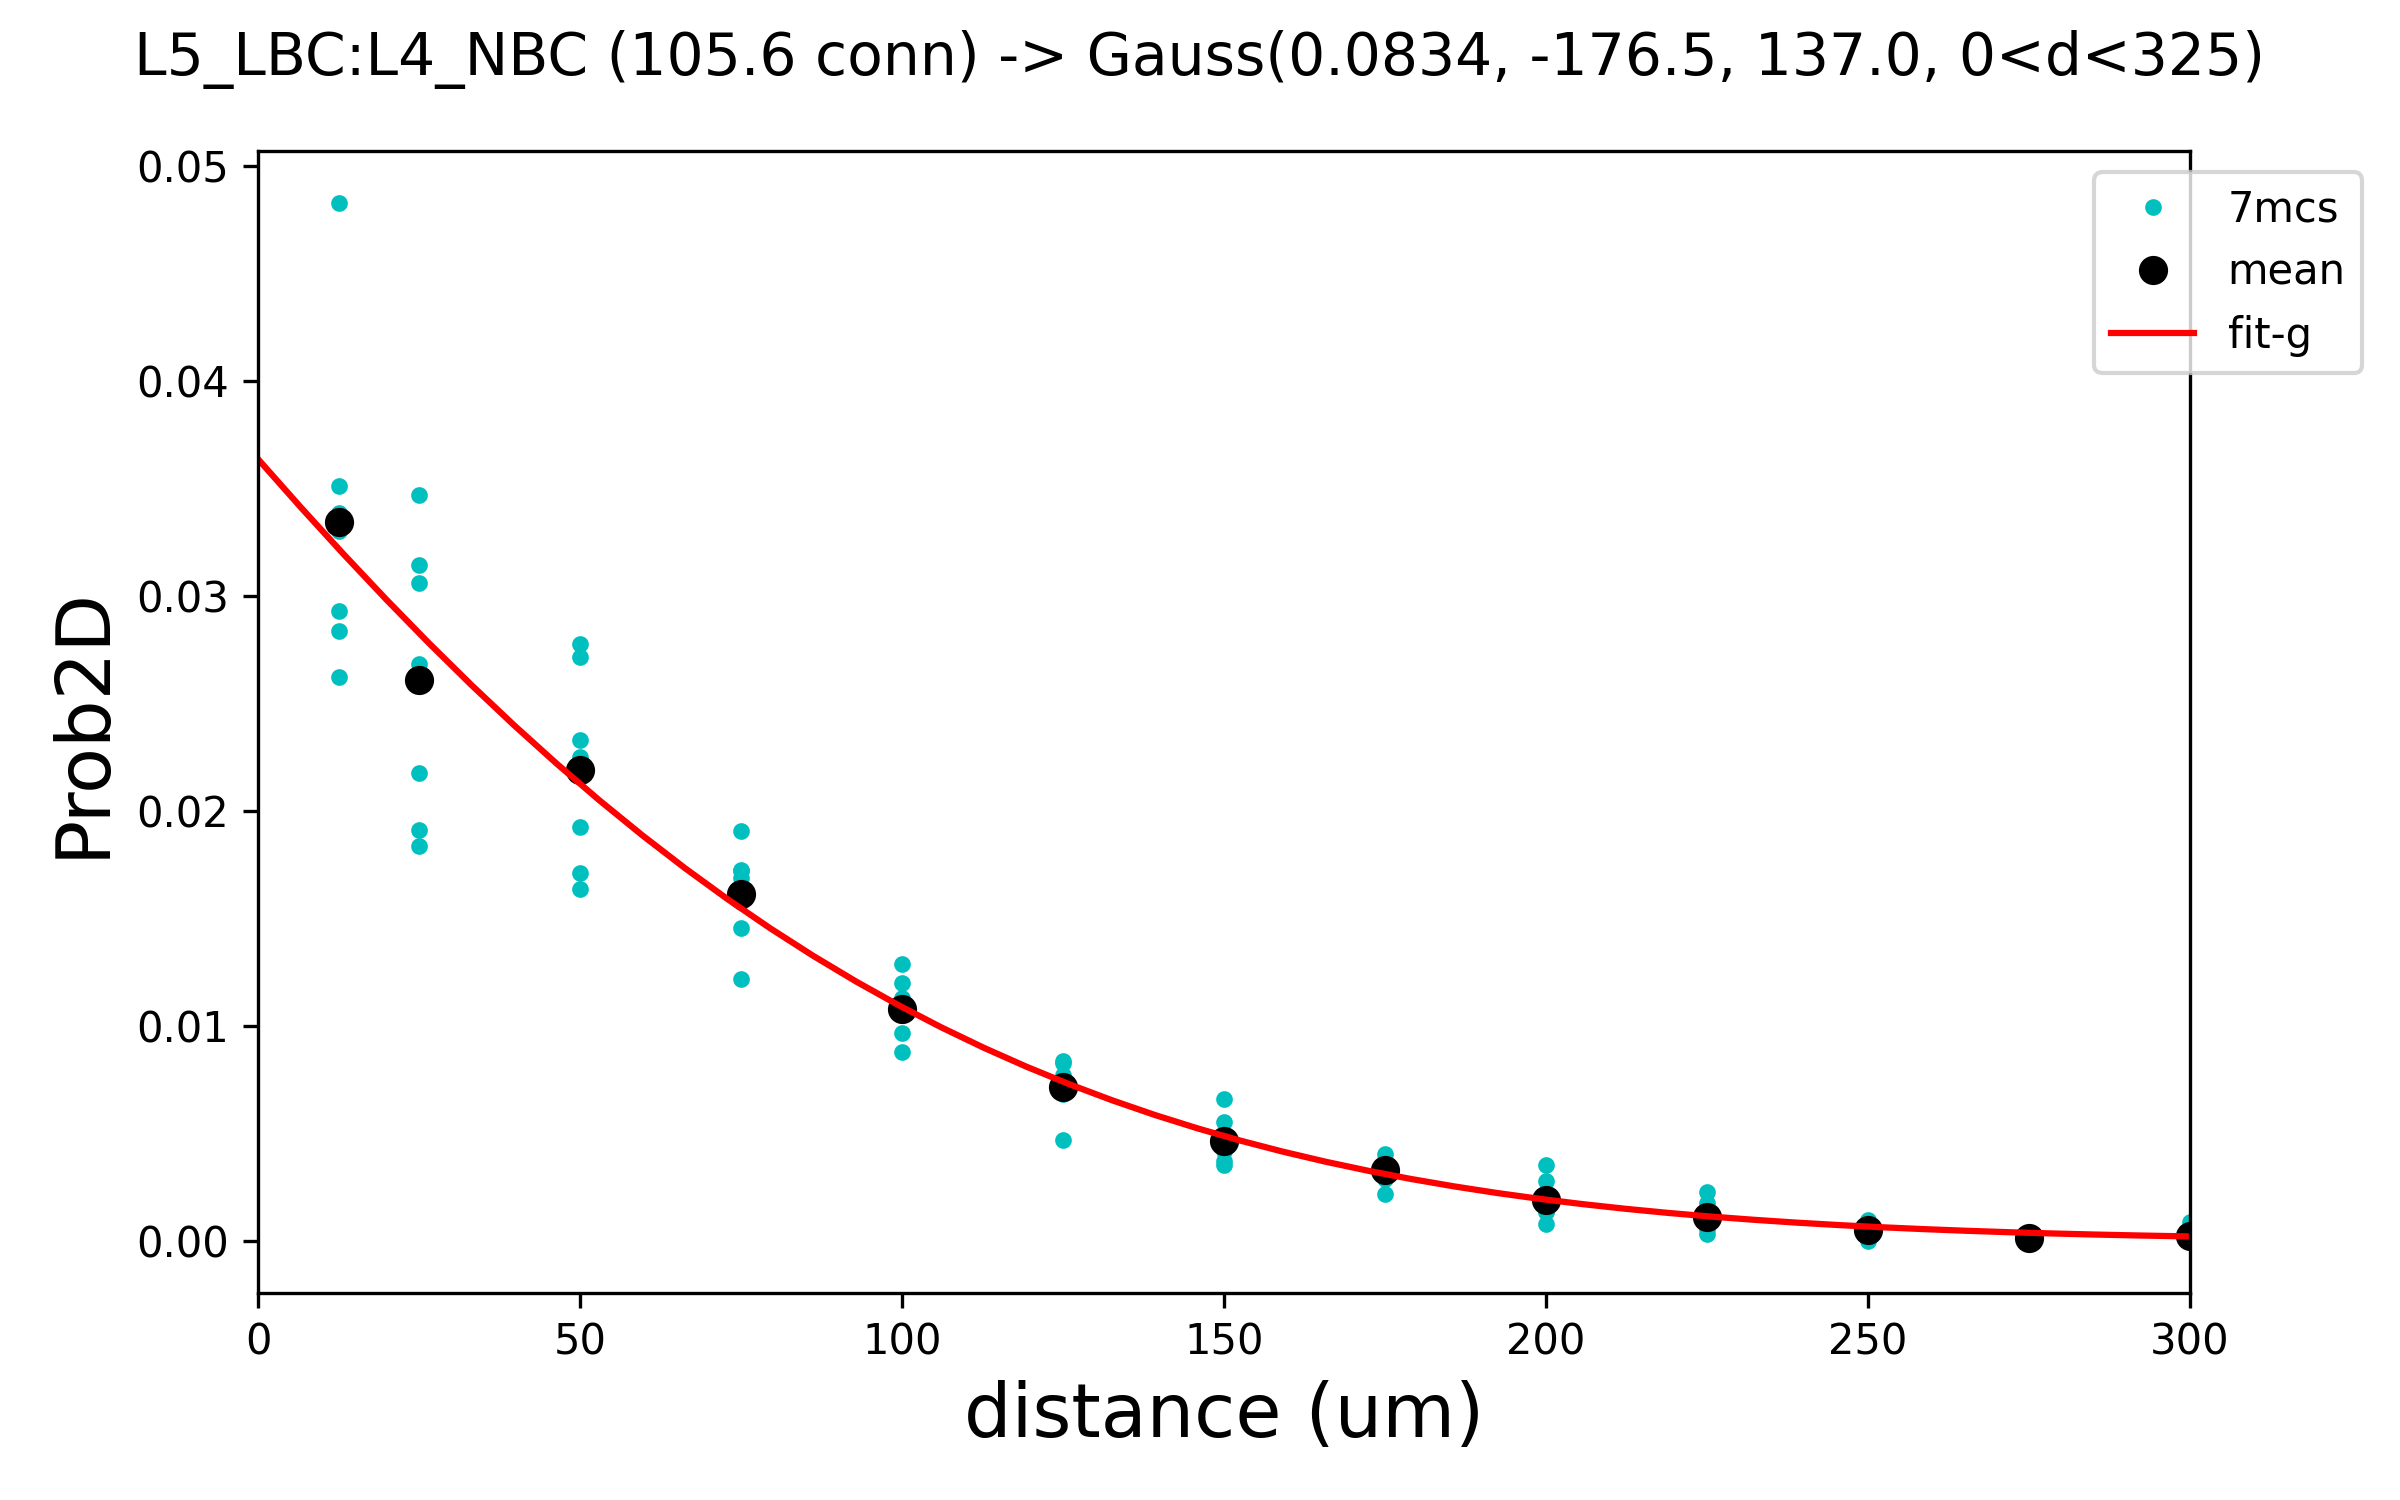 L5_LBC:L4_NBC (105.6 conn) -> Gauss(0.0834, -176.5, 137.0, 0<d<325)
0.05
0.04
0.03
0.02
0.01
0.00
Prob2D
7mcs
mean
fit-g
0 50 100 150 200 250 300
distance (um)